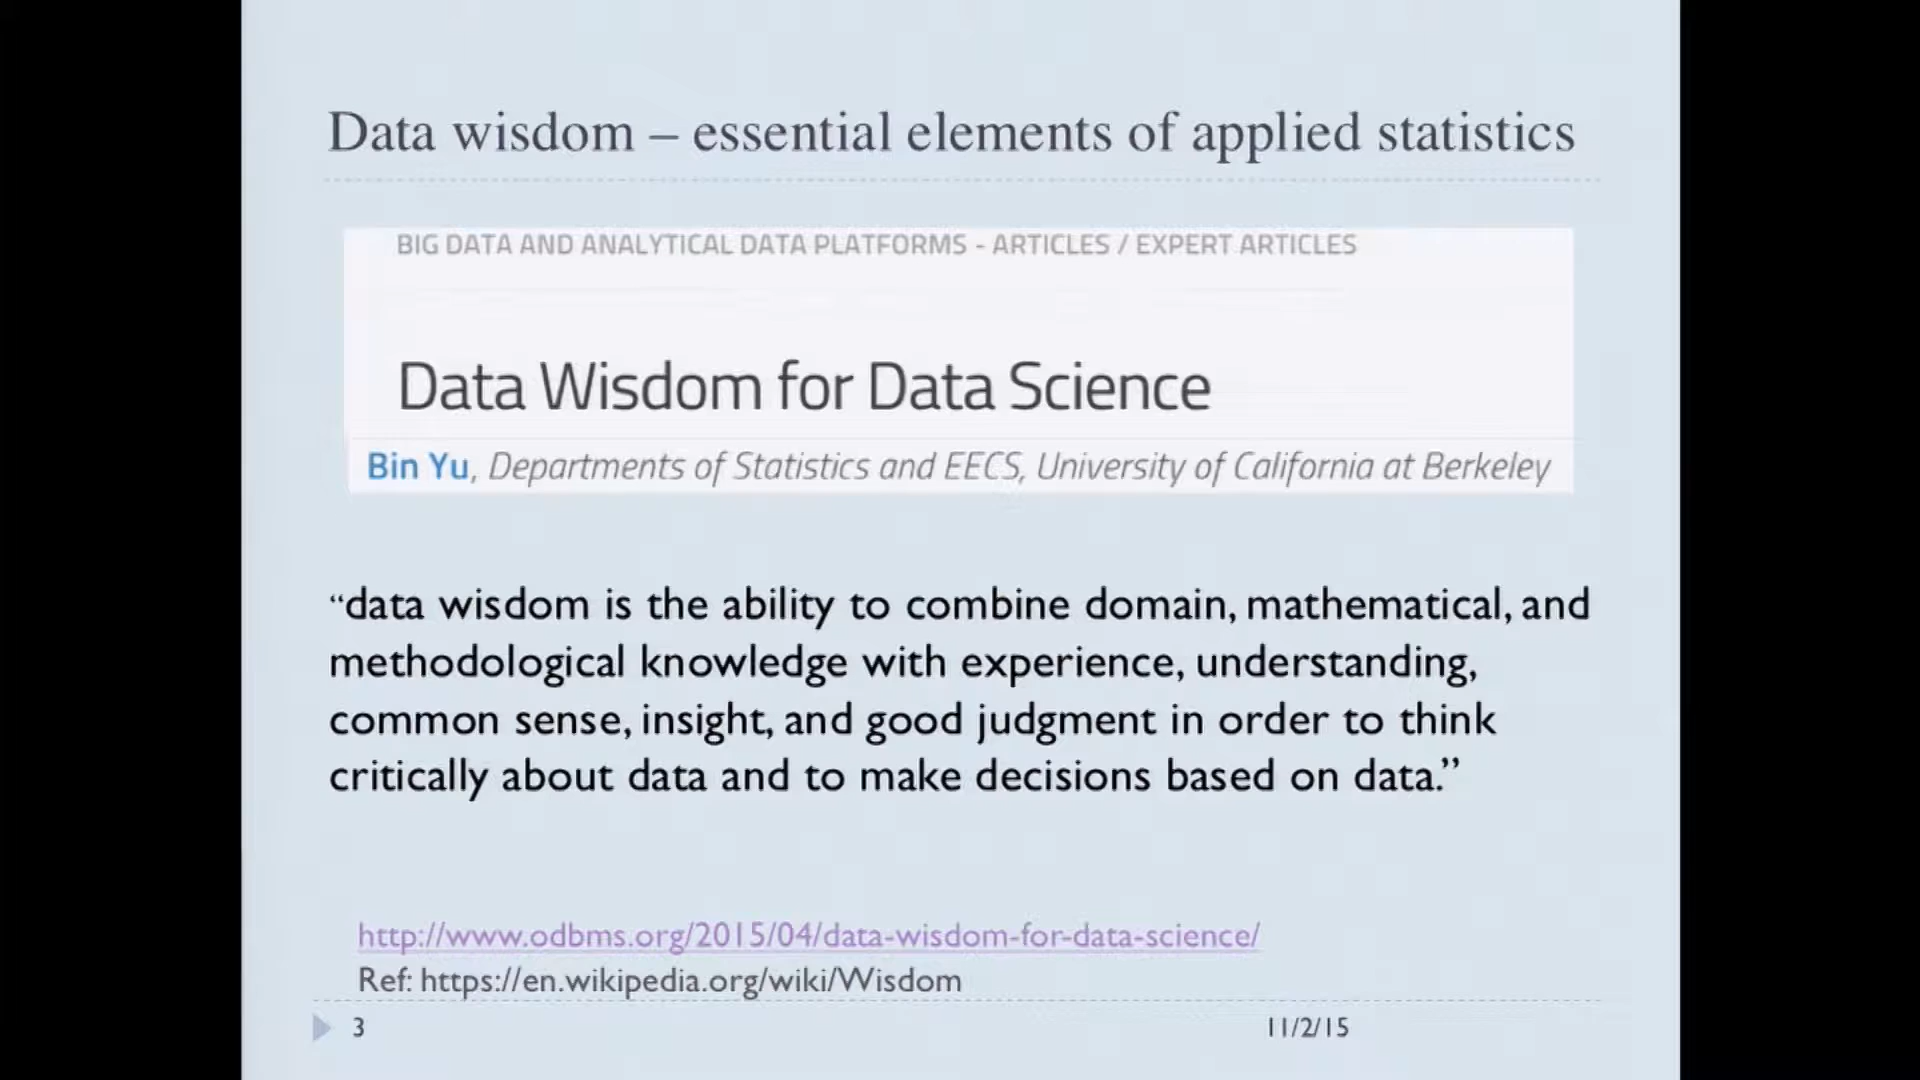 Data wisdom – essential elements of applied statistics
BIG DATA AND ANALYTICAL DATA PLATFORMS - ARTICLES / EXPERT ARTICLES
Data Wisdom for Data Science
Bin Yu, Departments of Statistics and EECS, University of California at Berkeley
“data wisdom is the ability to combine domain, mathematical, and
methodological knowledge with experience, understanding,
common sense, insight, and good judgment in order to think
critically about data and to make decisions based on data.”
http://www.odbms.org/2015/04/data-wisdom-for-data-science/
Ref: https://en.wikipedia.org/wiki/Wisdom
3
11/2/15